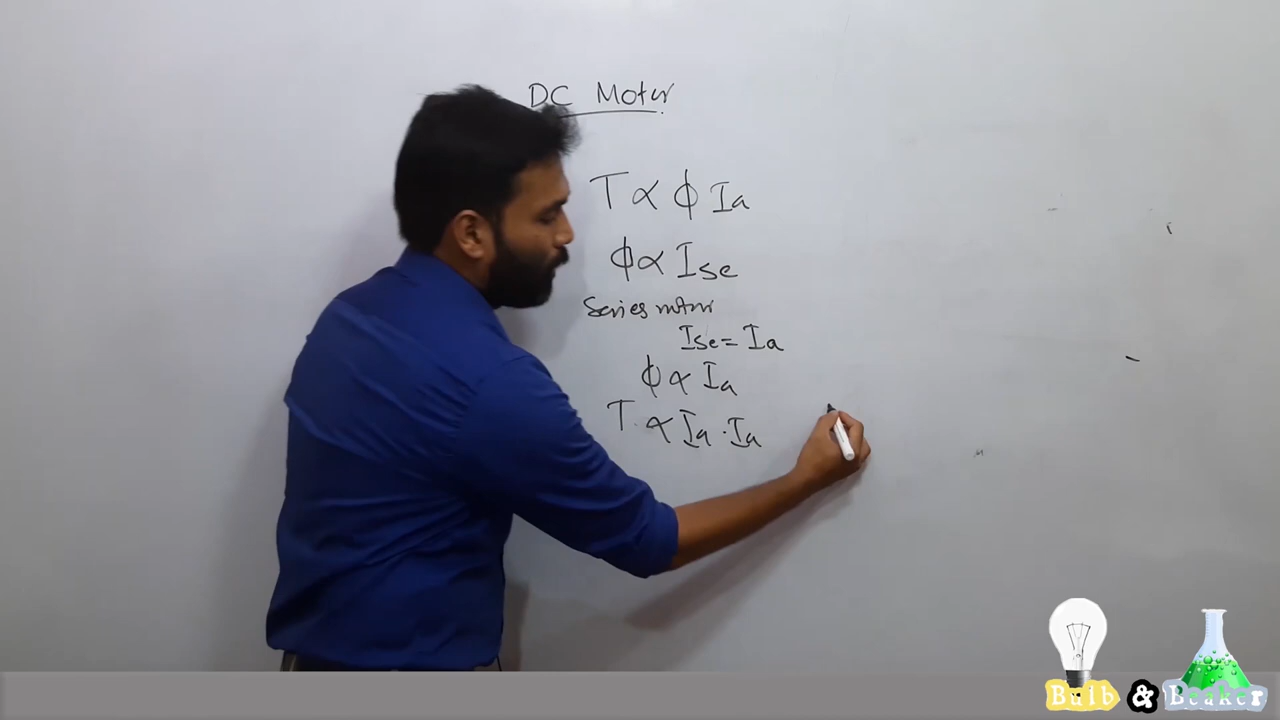 DC Motor
T ∝ ϕ Ia
ϕ ∝ Ise
Series motor
Ise = Ia
ϕ ∝ Ia
T ∝ Ia . Ia
Bulb & Beaker